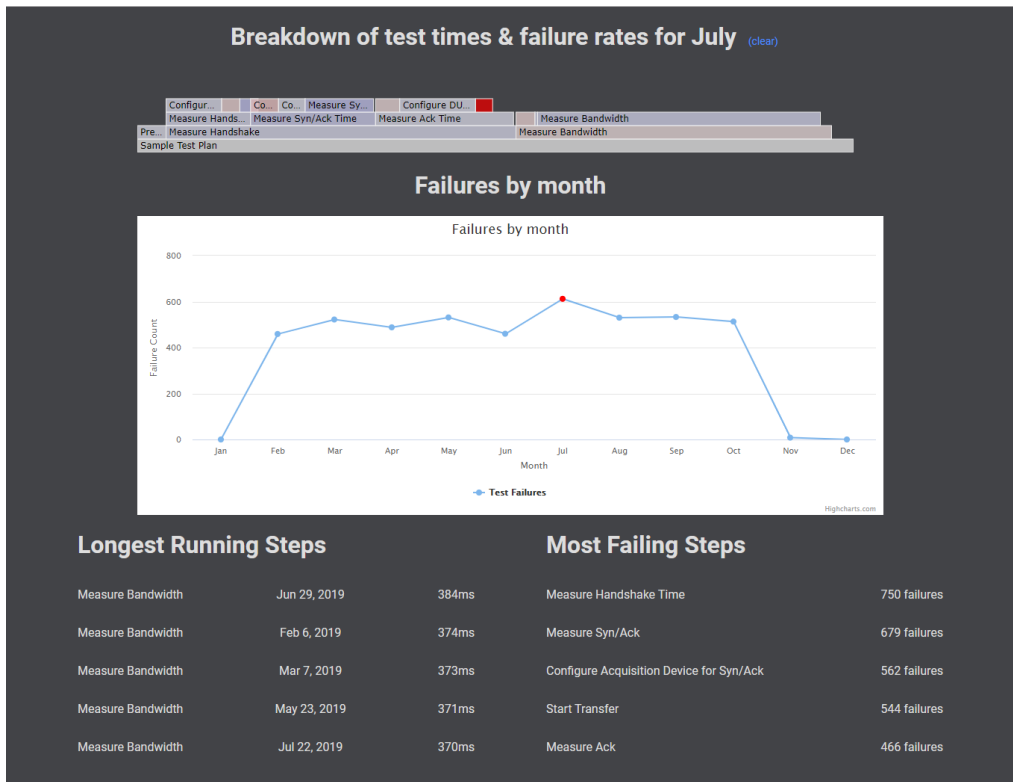 Breakdown of test times & failure rates for July (clear)
Configur... Co... Co... Measure Sy... Configure DU...
Measure Hands... Measure Syn/Ack Time Measure Ack Time Measure Bandwidth
Pre... Measure Handshake Measure Bandwidth
Sample Test Plan
Failures by month
Failures by month
800
600
400
200
0
Failure Count
Jan Feb Mar Apr May Jun Jul Aug Sep Oct Nov Dec
Month
Test Failures
Highcharts.com
Longest Running Steps
Measure Bandwidth Jun 29, 2019 384ms
Measure Bandwidth Feb 6, 2019 374ms
Measure Bandwidth Mar 7, 2019 373ms
Measure Bandwidth May 23, 2019 371ms
Measure Bandwidth Jul 22, 2019 370ms
Most Failing Steps
Measure Handshake Time 750 failures
Measure Syn/Ack 679 failures
Configure Acquisition Device for Syn/Ack 562 failures
Start Transfer 544 failures
Measure Ack 466 failures